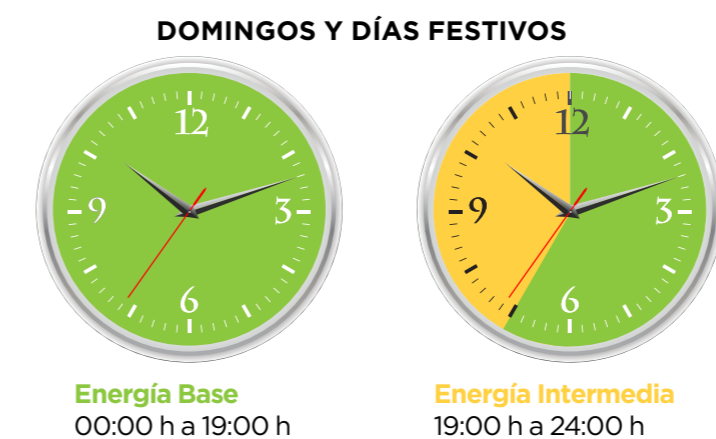 DOMINGOS Y DÍAS FESTIVOS
12
9
3
6
12
9
3
6
Energía Base
00:00 h a 19:00 h
Energía Intermedia
19:00 h a 24:00 h